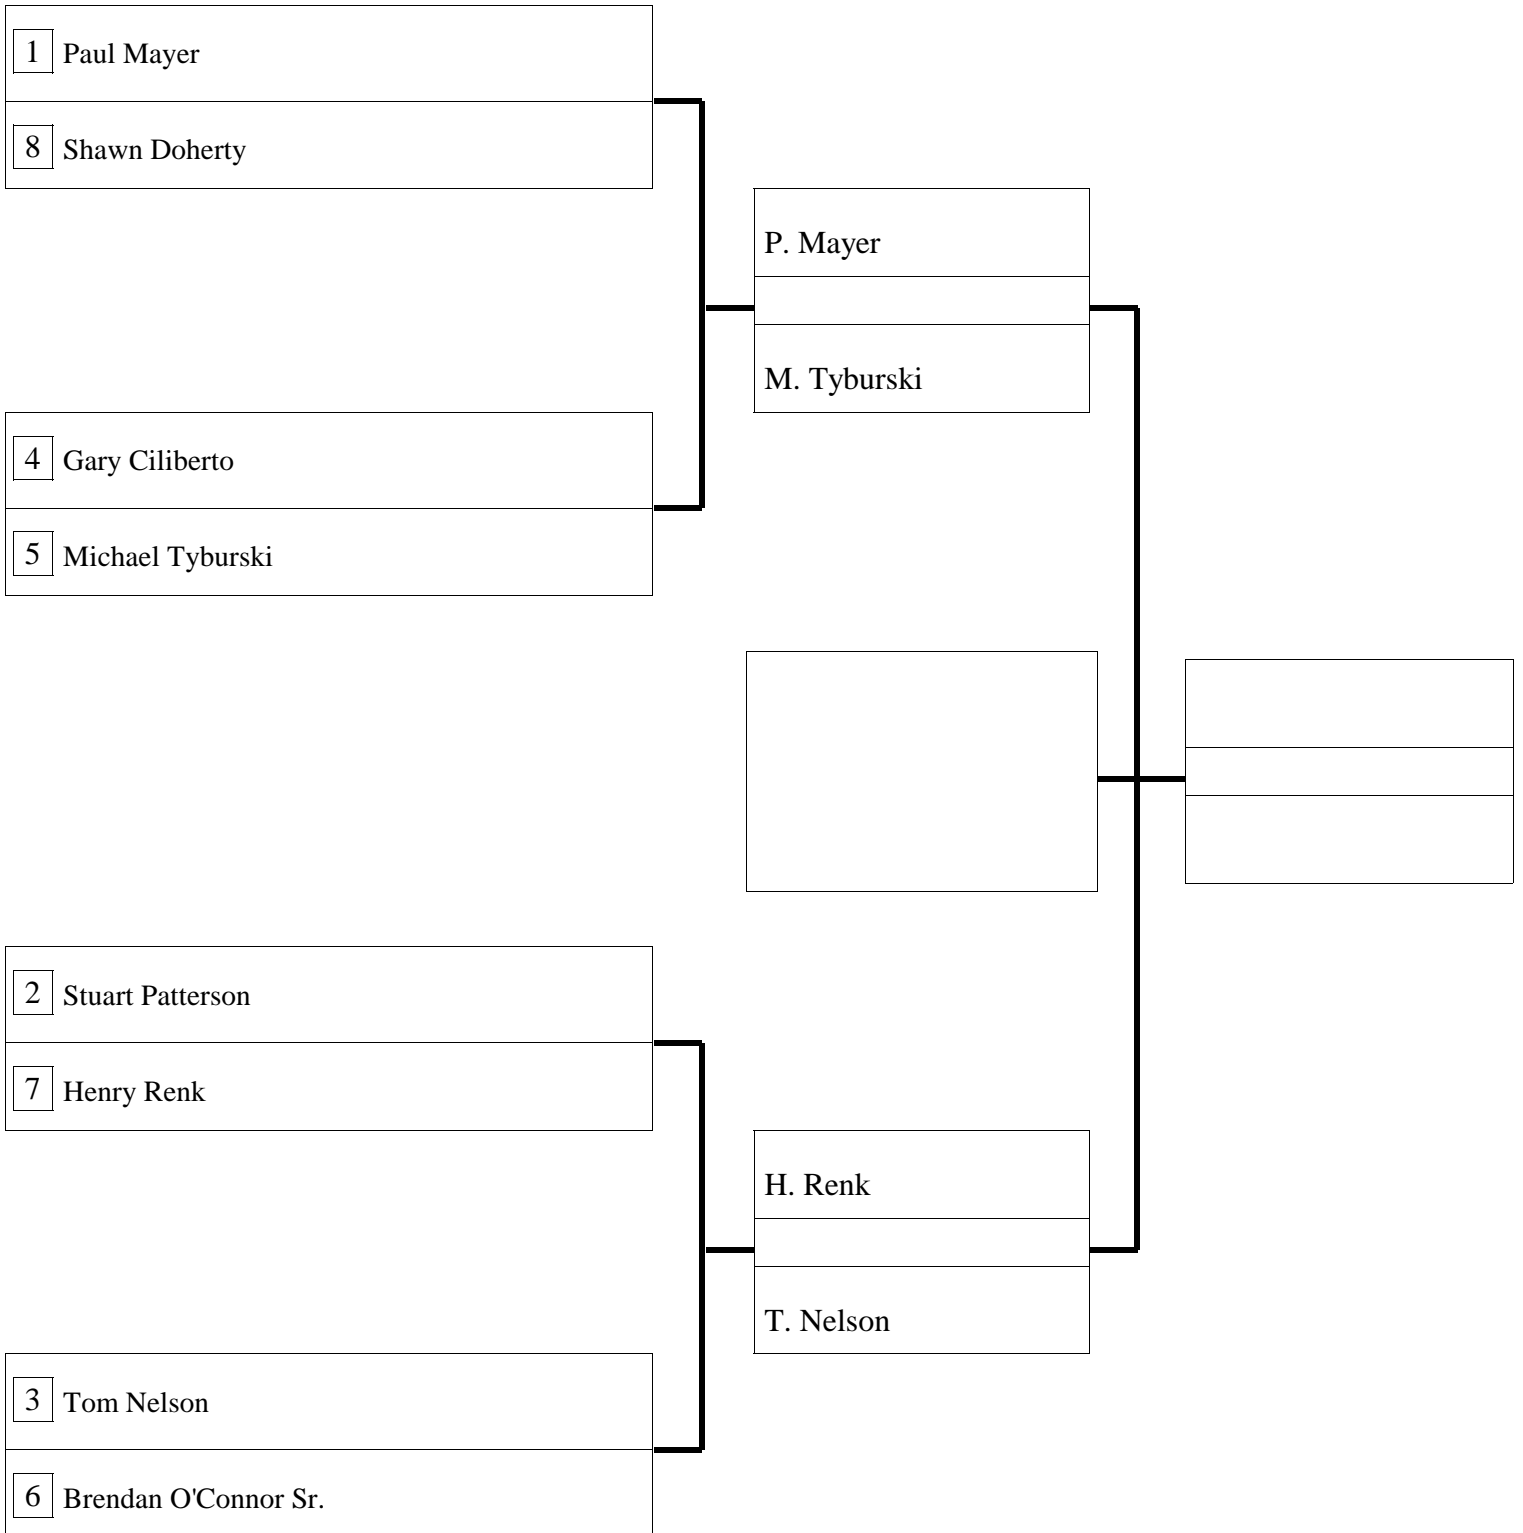 1 Paul Mayer
8 Shawn Doherty
P. Mayer
M. Tyburski
4 Gary Ciliberto
5 Michael Tyburski
2 Stuart Patterson
7 Henry Renk
H. Renk
T. Nelson
3 Tom Nelson
6 Brendan O'Connor Sr.